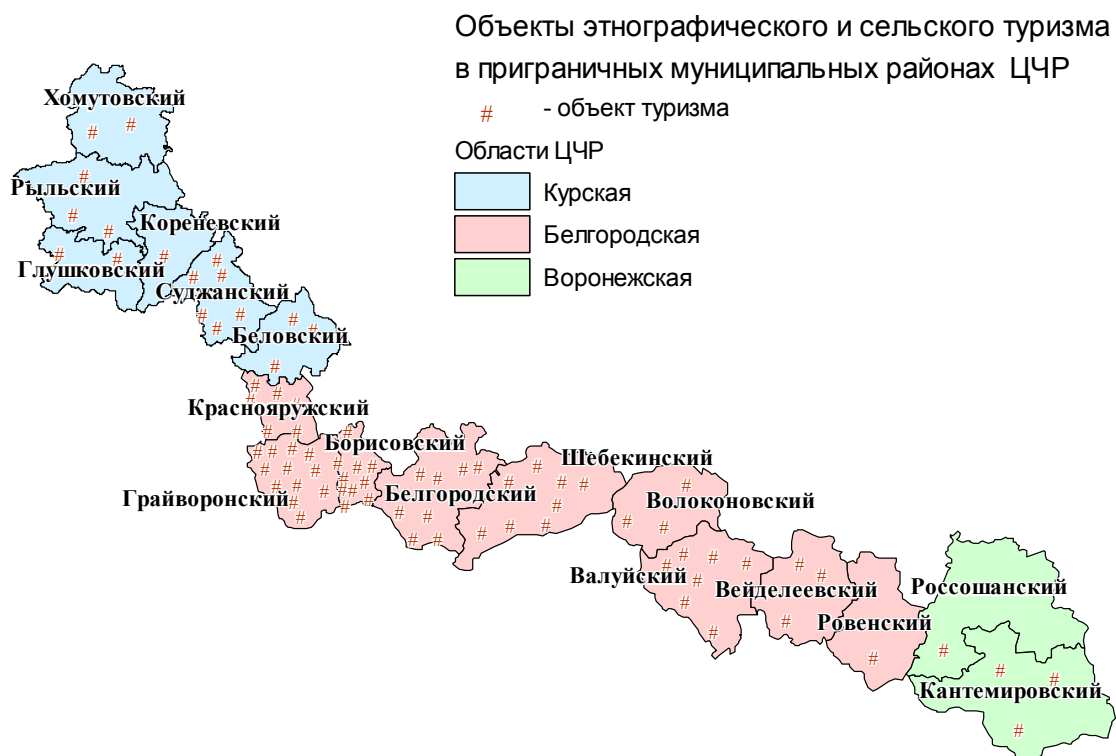 Объекты этнографического и сельского туризма
в приграничных муниципальных районах ЦЧР
# - объект туризма
Области ЦЧР
Курская
Белгородская
Воронежская
Хомутовский
Рыльский
Кореневский
Глушковский
Суджанский
Беловский
Краснояружский
Борисовский
Шебекинский
Грайворонский
Белгородский
Волоконовский
Валуйский
Вейделеевский
Россошанский
Ровенский
Кантемировский